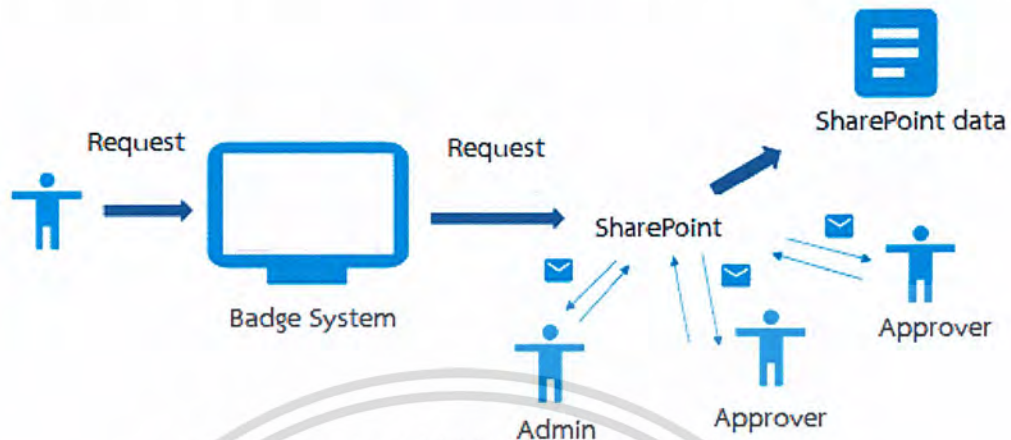 Request
Request
SharePoint data
SharePoint
Badge System
Approver
Approver
Admin